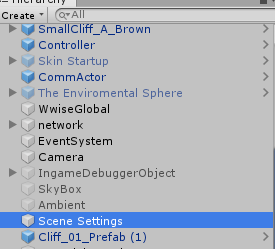 Hierarchy
Create All
SmallCliff_A_Brown
Controller
Skin Startup
CommActor
The Enviromental Sphere
WwiseGlobal
network
EventSystem
Camera
IngameDebuggerObject
SkyBox
Ambient
Scene Settings
Cliff_01_Prefab (1)